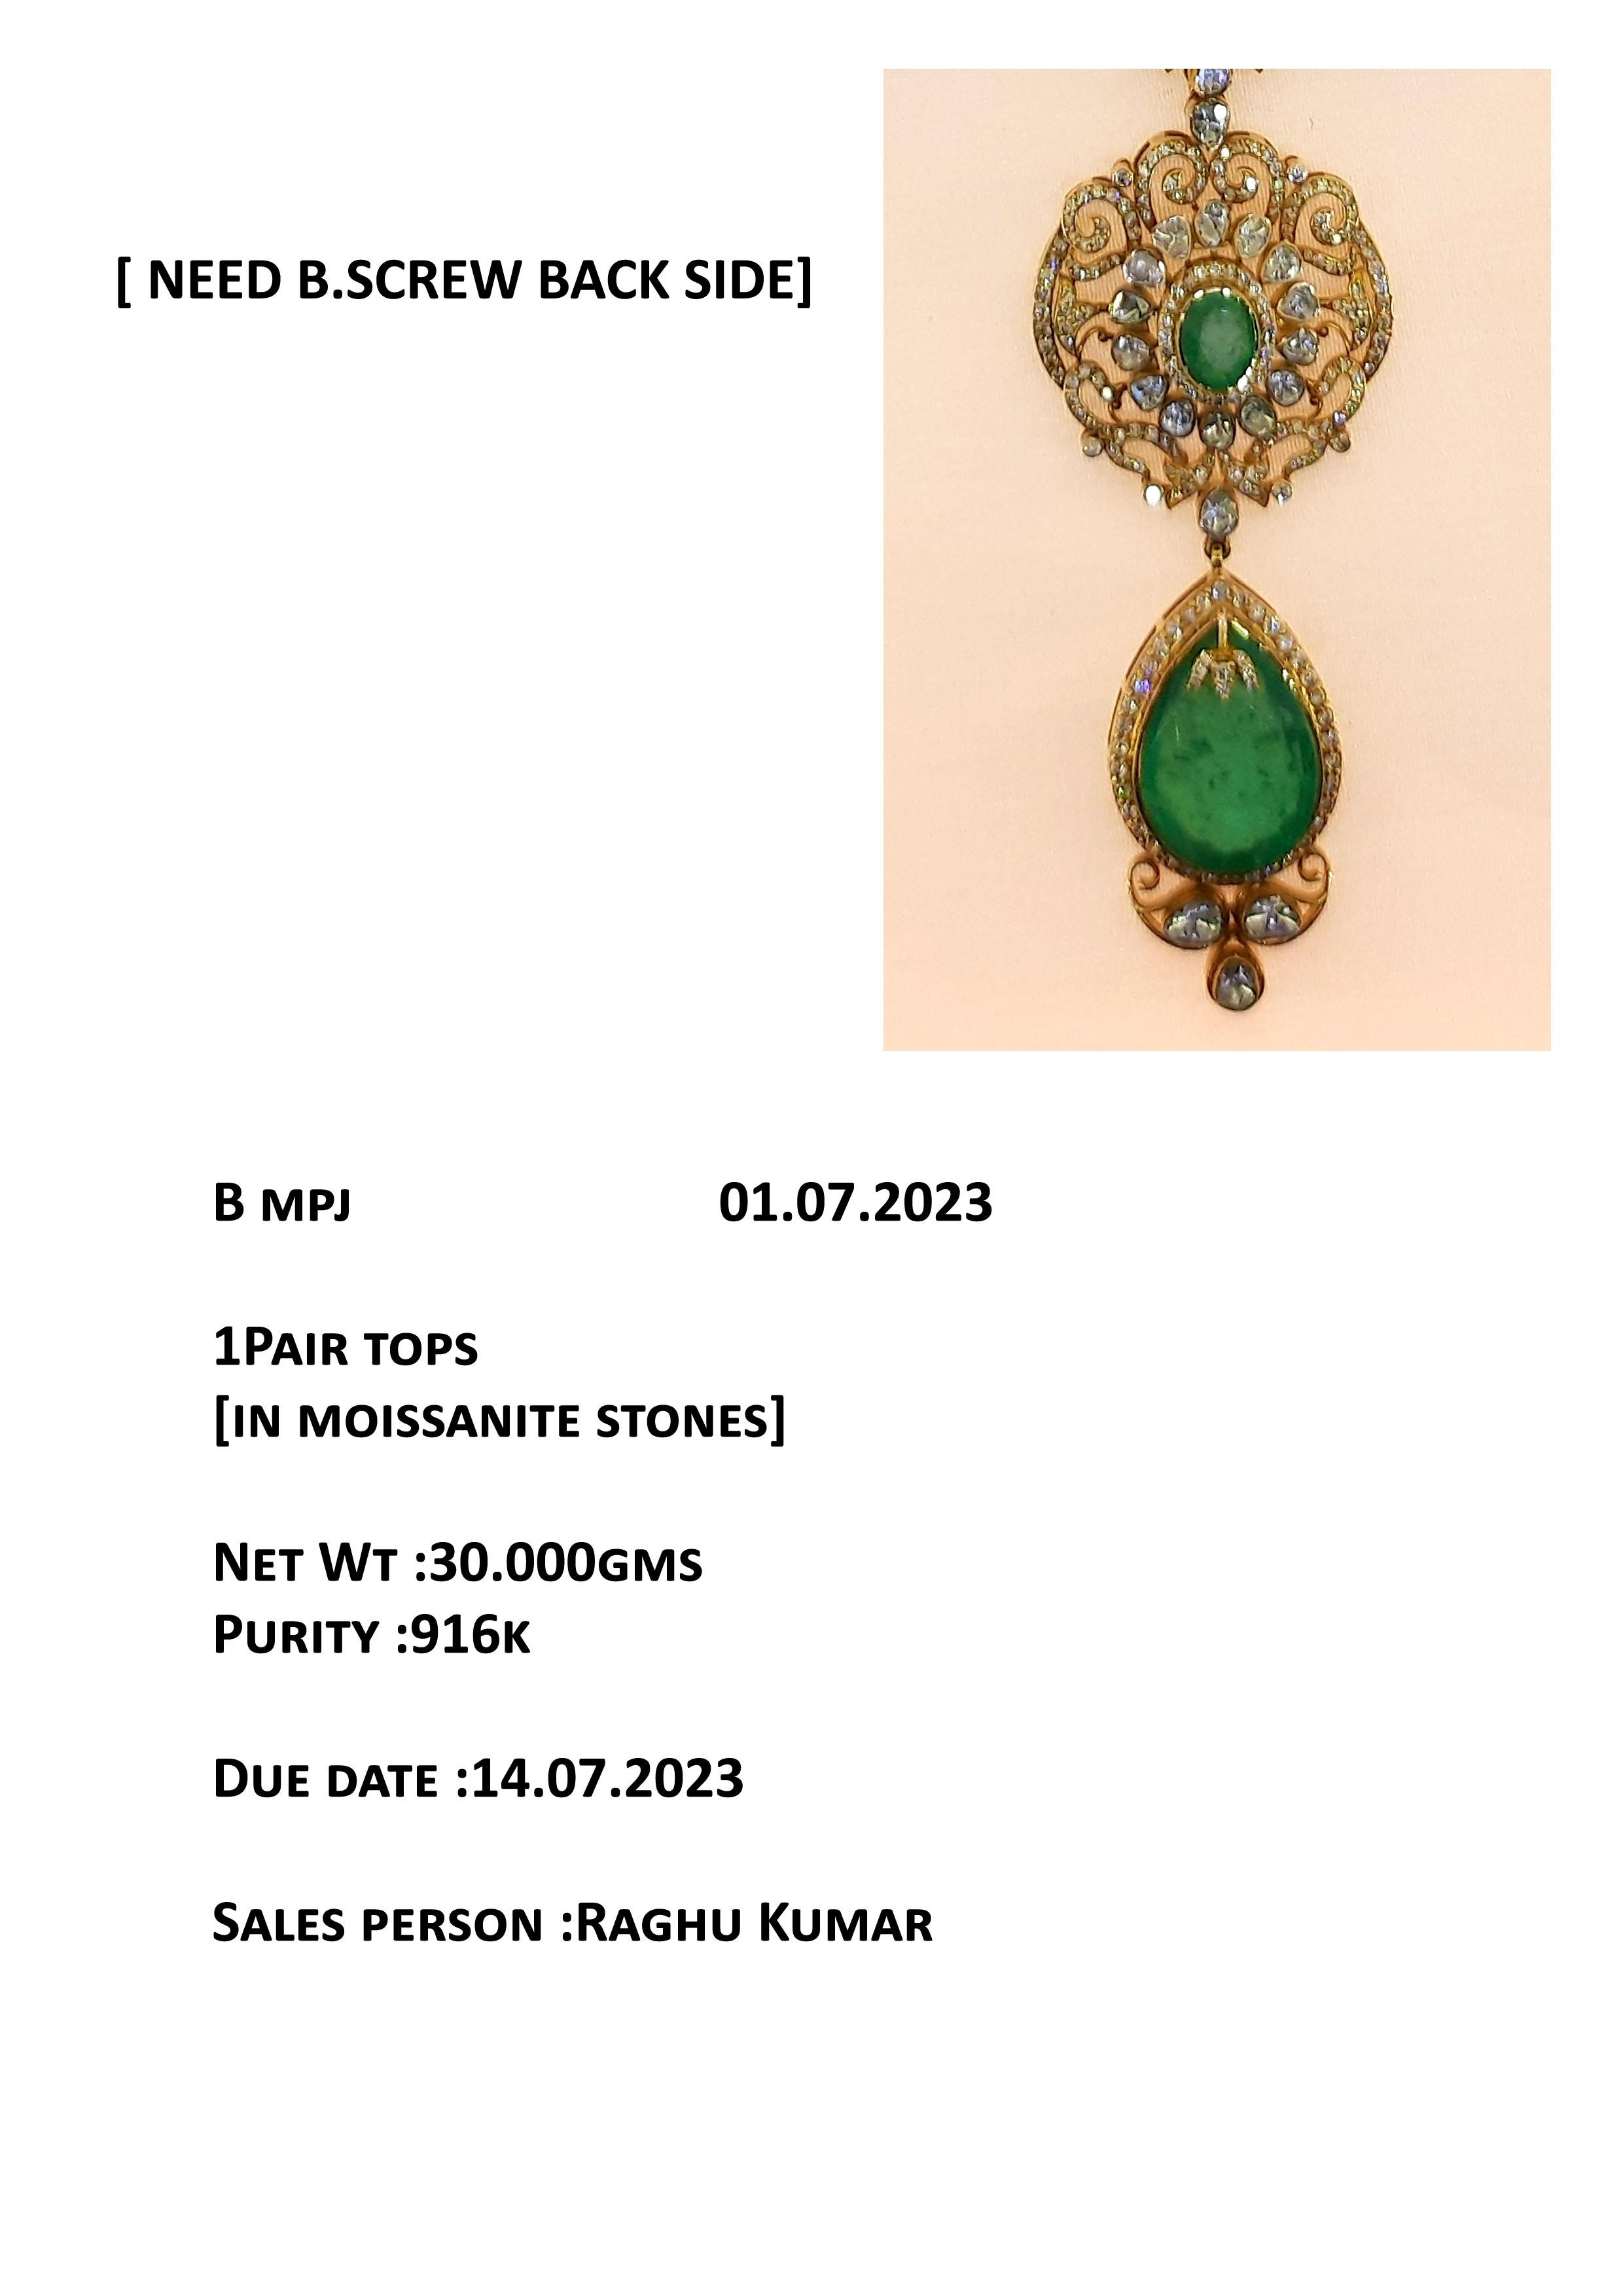 [ NEED B.SCREW BACK SIDE]
B MPJ 01.07.2023
1PAIR TOPS
[IN MOISSANITE STONES]
NET WT :30.000GMS
PURITY :916K
DUE DATE :14.07.2023
SALES PERSON :RAGHU KUMAR